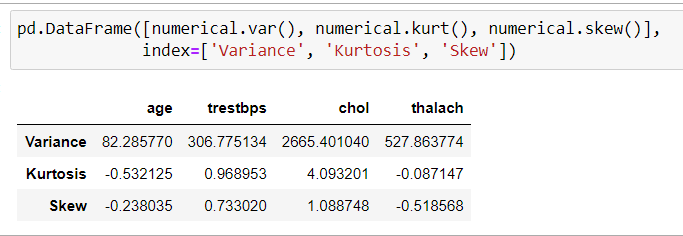 pd.DataFrame([numerical.var(), numerical.kurt(), numerical.skew()],
index=['Variance', 'Kurtosis', 'Skew'])
age trestbps chol thalach
Variance 82.285770 306.775134 2665.401040 527.863774
Kurtosis -0.532125 0.968953 4.093201 -0.087147
Skew -0.238035 0.733020 1.088748 -0.518568